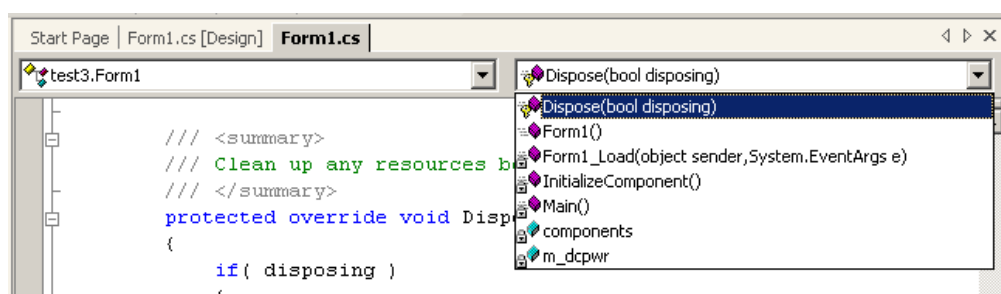 Start Page Form1.cs [Design] Form1.cs
test3.Form1
Dispose(bool disposing)
Dispose(bool disposing)
Form1()
Form1_Load(object sender,System.EventArgs e)
InitializeComponent()
Main()
components
m_dcpwr
/// <summary>
/// Clean up any resources b
/// </summary>
protected override void Disp
{
if( disposing )